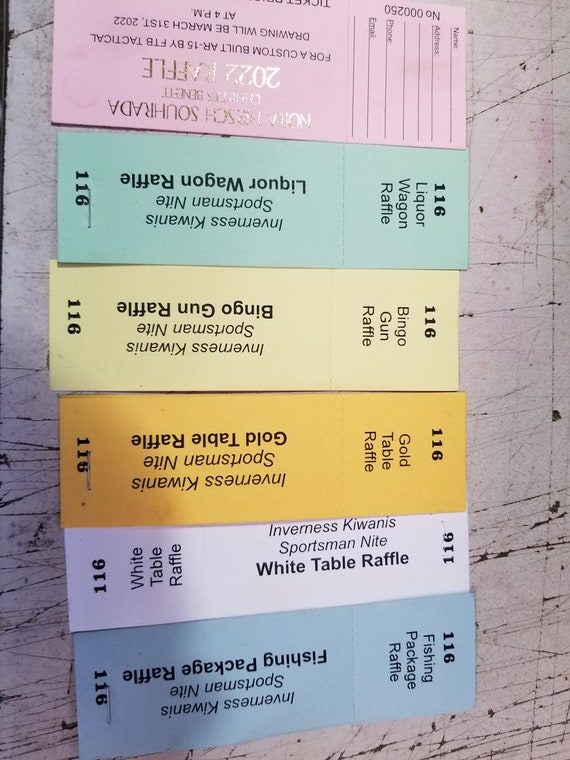 NORA HIRSCH SOUHRADA
CHARITIES BENEFIT
2022 RAFFLE
FOR A CUSTOM BUILT AR-15 BY FTB TACTICAL
DRAWING WILL BE MARCH 31ST, 2022
AT 4 P.M.
No 000250
Name:
Address:
Phone:
Email:
116
Inverness Kiwanis
Sportsman Nite
Liquor Wagon Raffle
116
Liquor
Wagon
Raffle
116
Inverness Kiwanis
Sportsman Nite
Bingo Gun Raffle
116
Bingo
Gun
Raffle
116
Inverness Kiwanis
Sportsman Nite
Gold Table Raffle
116
Gold
Table
Raffle
116
White
Table
Raffle
Inverness Kiwanis
Sportsman Nite
White Table Raffle
116
116
Inverness Kiwanis
Sportsman Nite
Fishing Package Raffle
116
Fishing
Package
Raffle